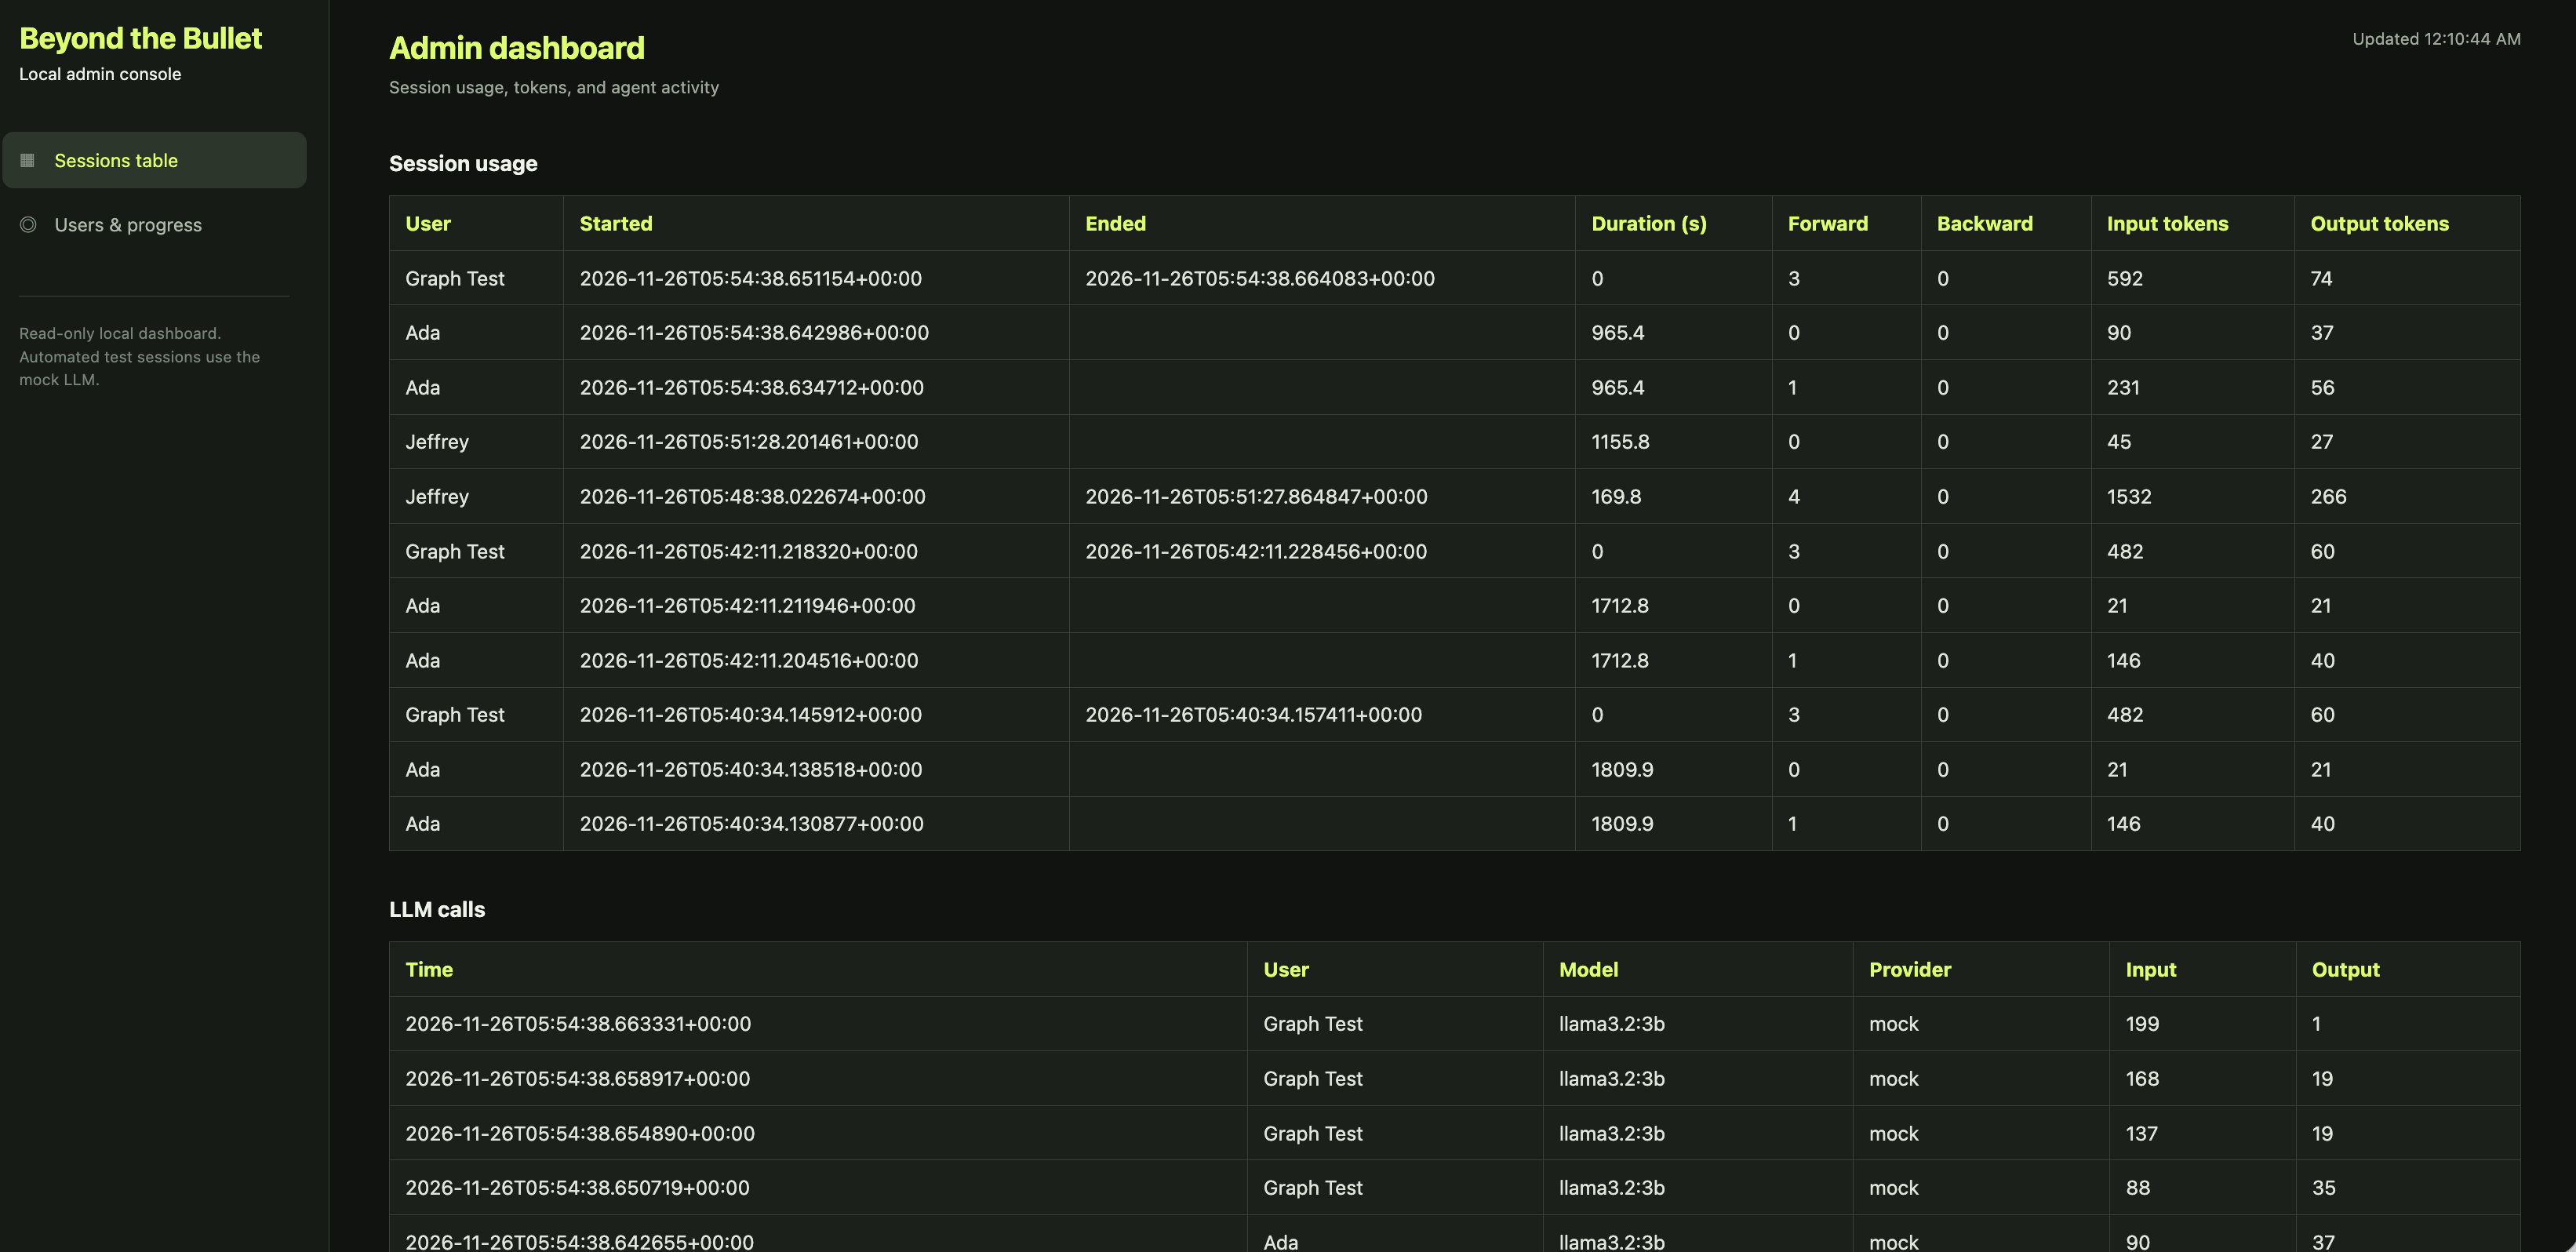 Beyond the Bullet
Local admin console
Sessions table
Users & progress
Read-only local dashboard.
Automated test sessions use the
mock LLM.
Admin dashboard
Updated 12:10:44 AM
Session usage, tokens, and agent activity
Session usage
User Started Ended Duration (s) Forward Backward Input tokens Output tokens
Graph Test 2026-11-26T05:54:38.651154+00:00 2026-11-26T05:54:38.664083+00:00 0 3 0 592 74
Ada 2026-11-26T05:54:38.642986+00:00 965.4 0 0 90 37
Ada 2026-11-26T05:54:38.634712+00:00 965.4 1 0 231 56
Jeffrey 2026-11-26T05:51:28.201461+00:00 1155.8 0 0 45 27
Jeffrey 2026-11-26T05:48:38.022674+00:00 2026-11-26T05:51:27.864847+00:00 169.8 4 0 1532 266
Graph Test 2026-11-26T05:42:11.218320+00:00 2026-11-26T05:42:11.228456+00:00 0 3 0 482 60
Ada 2026-11-26T05:42:11.211946+00:00 1712.8 0 0 21 21
Ada 2026-11-26T05:42:11.204516+00:00 1712.8 1 0 146 40
Graph Test 2026-11-26T05:40:34.145912+00:00 2026-11-26T05:40:34.157411+00:00 0 3 0 482 60
Ada 2026-11-26T05:40:34.138518+00:00 1809.9 0 0 21 21
Ada 2026-11-26T05:40:34.130877+00:00 1809.9 1 0 146 40
LLM calls
Time User Model Provider Input Output
2026-11-26T05:54:38.663331+00:00 Graph Test llama3.2:3b mock 199 1
2026-11-26T05:54:38.658917+00:00 Graph Test llama3.2:3b mock 168 19
2026-11-26T05:54:38.654890+00:00 Graph Test llama3.2:3b mock 137 19
2026-11-26T05:54:38.650719+00:00 Graph Test llama3.2:3b mock 88 35
2026-11-26T05:54:38.642655+00:00 Ada llama3.2:3b mock 90 37